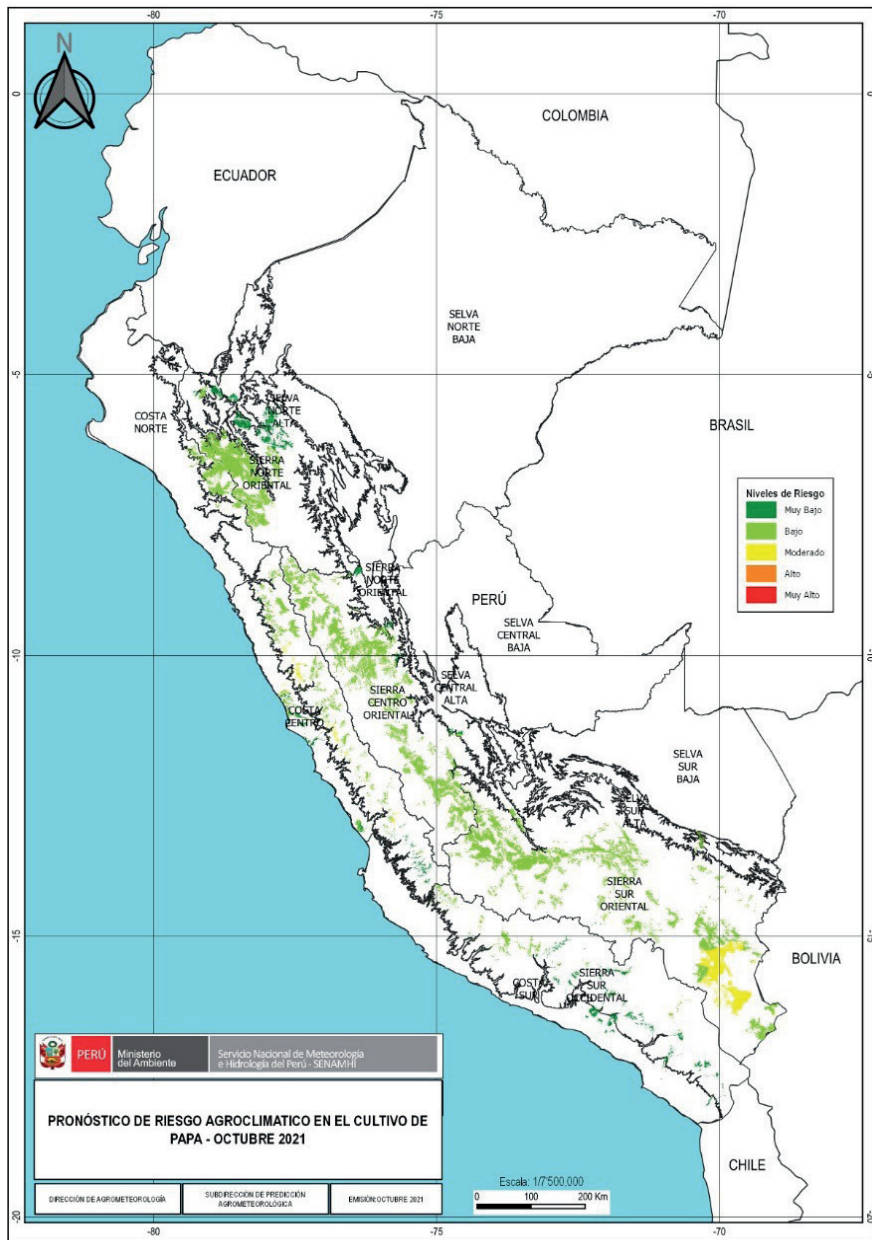 -80
-75
-70
N
0
0
COLOMBIA
ECUADOR
SELVA
NORTE
BAJA
-5
COSTA
NORTE
SELVA
NORTE
ALTA
BRASIL
SIERRA
NORTE
ORIENTAL
Niveles de Riesgo
Muy Bajo
Bajo
Moderado
Alto
Muy Alto
SIERRA
NORTE
ORIENTAL
PERÚ
SELVA
CENTRAL
BAJA
-10
SELVA
CENTRAL
ALTA
SIERRA
CENTRO
ORIENTAL
COSTA
CENTRO
SELVA
SUR
BAJA
SELVA
SUR
ALTA
SIERRA
SUR
ORIENTAL
-15
BOLIVIA
COSTA
SUR
SIERRA
SUR
OCCIDENTAL
PERÚ
Ministerio
del Ambiente
Servicio Nacional de Meteorología
e Hidrología del Perú - SENAMHI
PRONÓSTICO DE RIESGO AGROCLIMATICO EN EL CULTIVO DE
PAPA - OCTUBRE 2021
DIRECCIÓN DE AGROMETEOROLOGÍA
SUBDIRECCIÓN DE PREDICCIÓN
AGROMETEOROLÓGICA
EMISIÓN:OCTUBRE 2021
Escala: 1/7'500,000
0 100 200 Km
CHILE
-20
-80
-75
-70